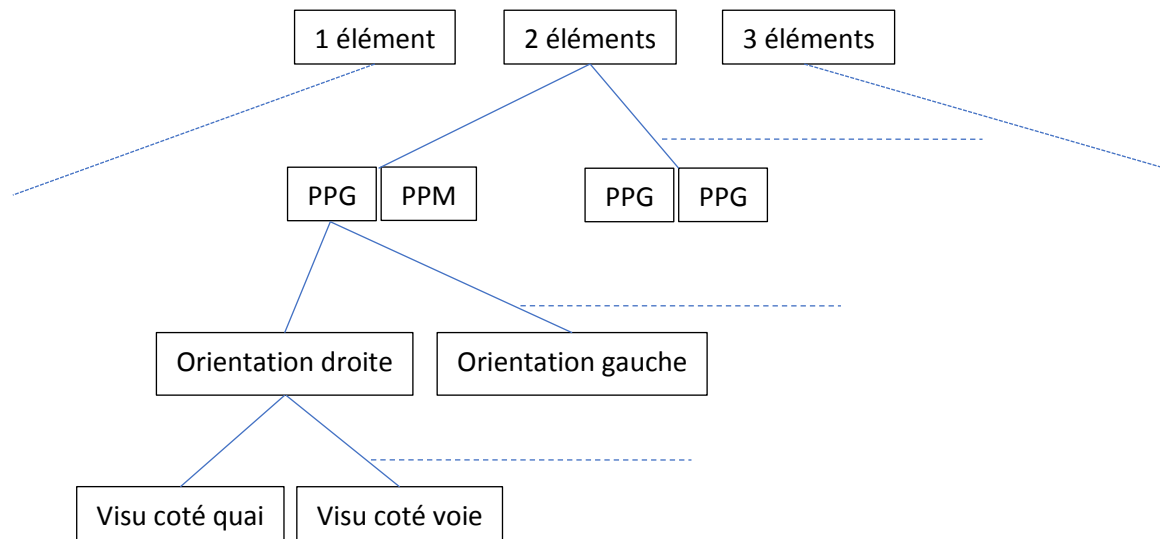 1 élément
2 éléments
3 éléments
PPG
PPM
PPG
PPG
Orientation droite
Orientation gauche
Visu coté quai
Visu coté voie